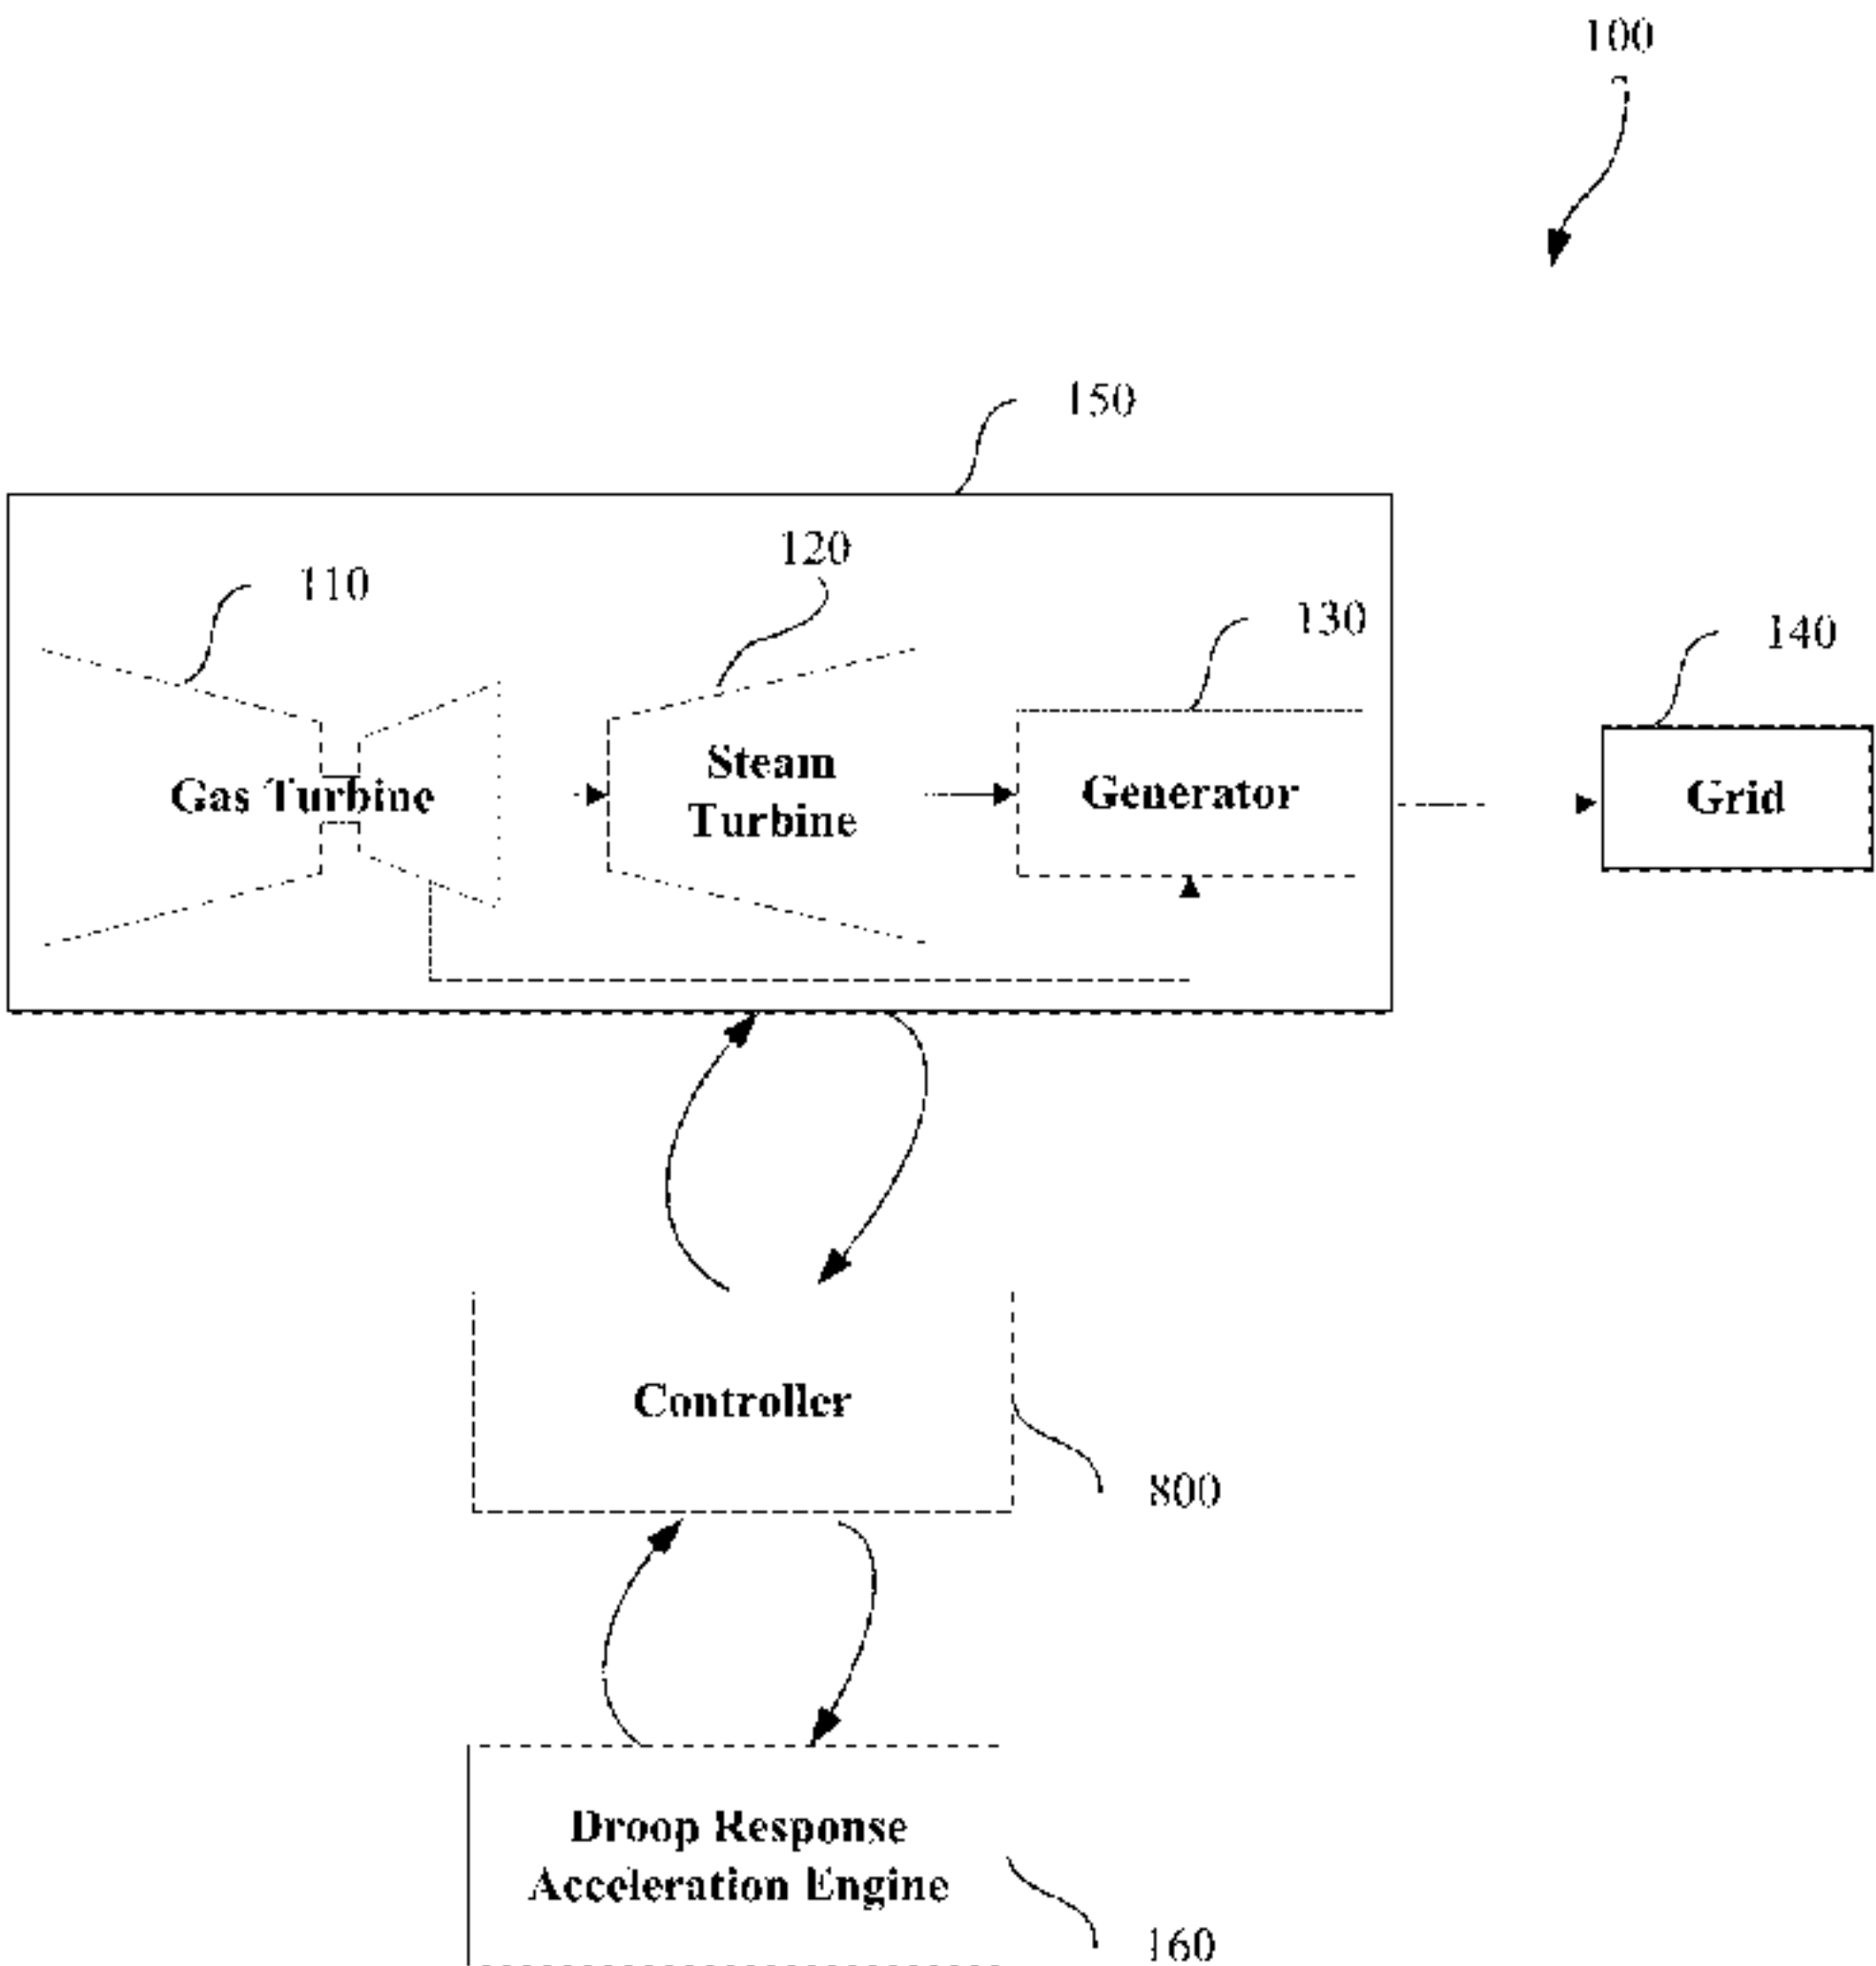 100
150
120
110
130
140
Steam
Turbine
Gas Turbine
Generator
Grid
Controller
800
Droop Response
Acceleration Engine
160